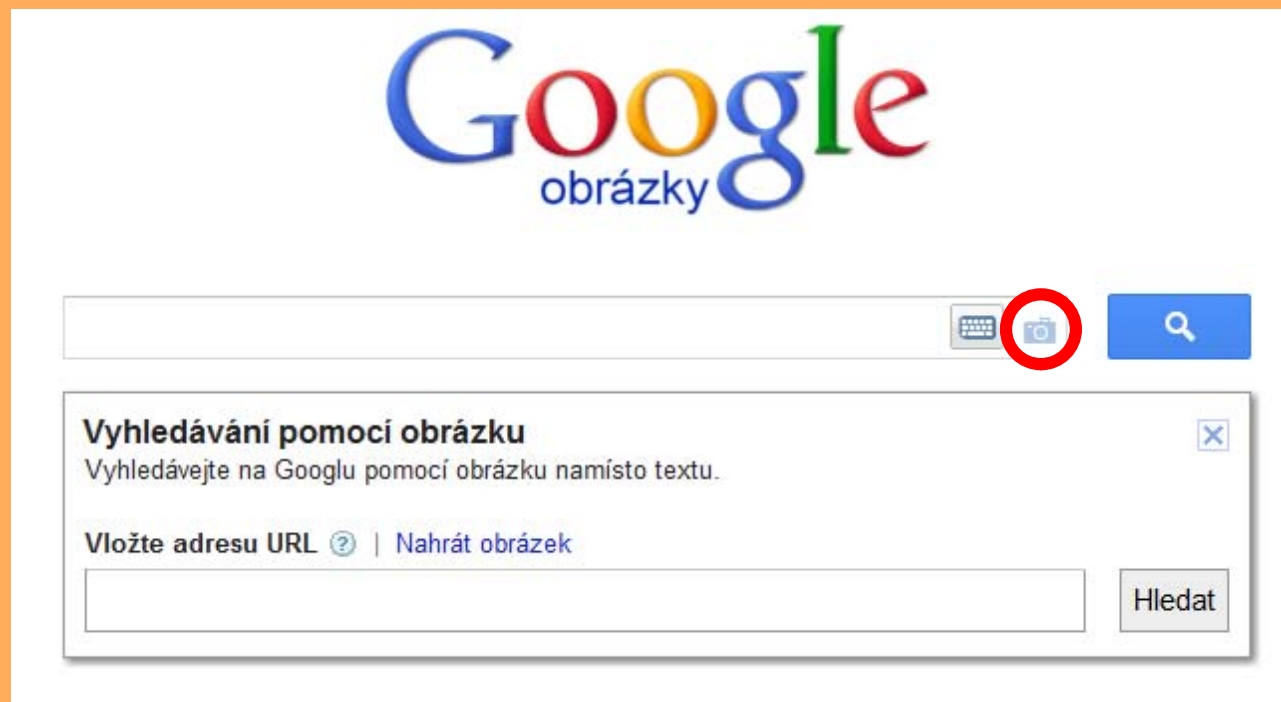 Google
obrázky
Vyhledávání pomocí obrázku
Vyhledávejte na Googlu pomocí obrázku namísto textu.
Vložte adresu URL ? | Nahrát obrázek
Hledat